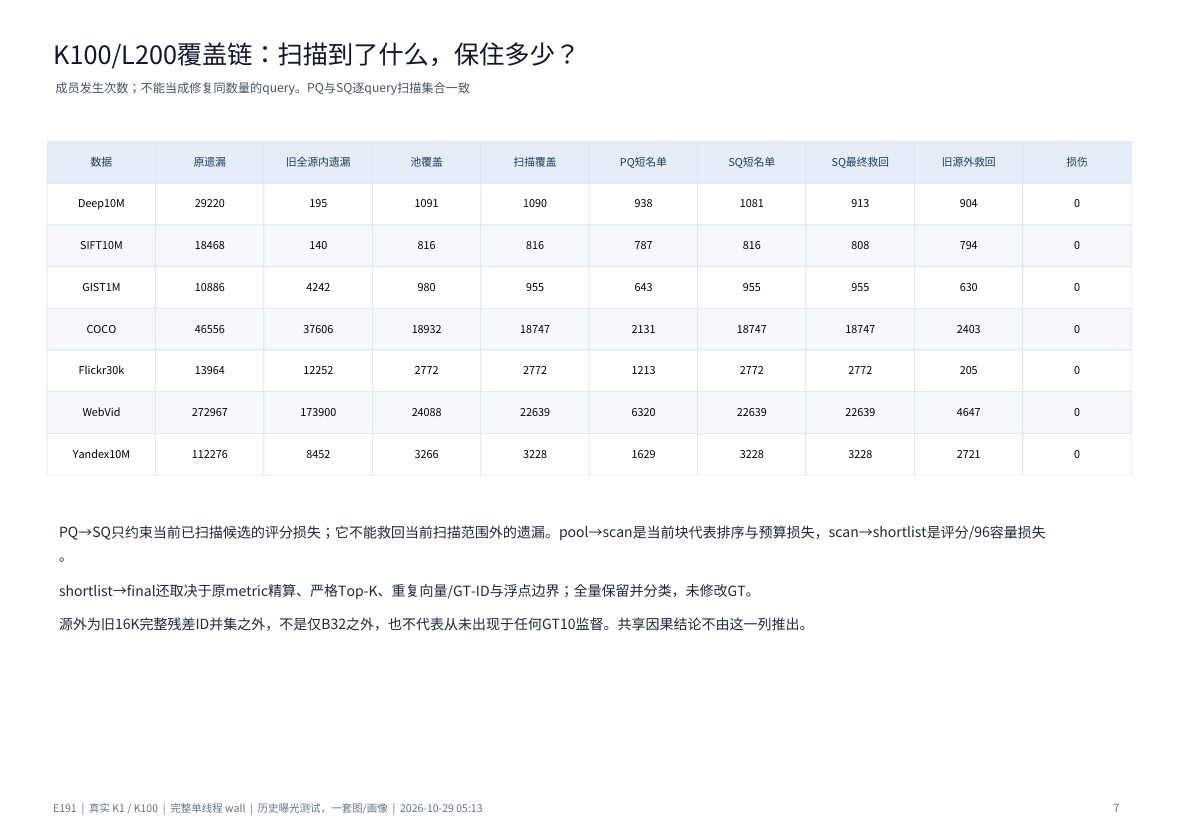 K100/L200覆盖链：扫描到了什么，保住多少？
成员发生次数；不能当成修复同数量的query。PQ与SQ逐query扫描集合一致
数据 原遗漏 旧全源内遗漏 池覆盖 扫描覆盖 PQ短名单 SQ短名单 SQ最终救回 旧源外救回 损伤
Deep10M 29220 195 1091 1090 938 1081 913 904 0
SIFT10M 18468 140 816 816 787 816 808 794 0
GIST1M 10886 4242 980 955 643 955 955 630 0
COCO 46556 37606 18932 18747 2131 18747 18747 2403 0
Flickr30k 13964 12252 2772 2772 1213 2772 2772 205 0
WebVid 272967 173900 24088 22639 6320 22639 22639 4647 0
Yandex10M 112276 8452 3266 3228 1629 3228 3228 2721 0
PQ→SQ只约束当前已扫描候选的评分损失；它不能救回当前扫描范围外的遗漏。pool→scan是当前块代表排序与预算损失，scan→shortlist是评分/96容量损失
。
shortlist→final还取决于原metric精算、严格Top-K、重复向量/GT-ID与浮点边界；全量保留并分类，未修改GT。
源外为旧16K完整残差ID并集之外，不是仅B32之外，也不代表从未出现于任何GT10监督。共享因果结论不由这一列推出。
E191 | 真实 K1 / K100 | 完整单线程 wall | 历史曝光测试，一套图/画像 | 2026-10-29 05:13
7